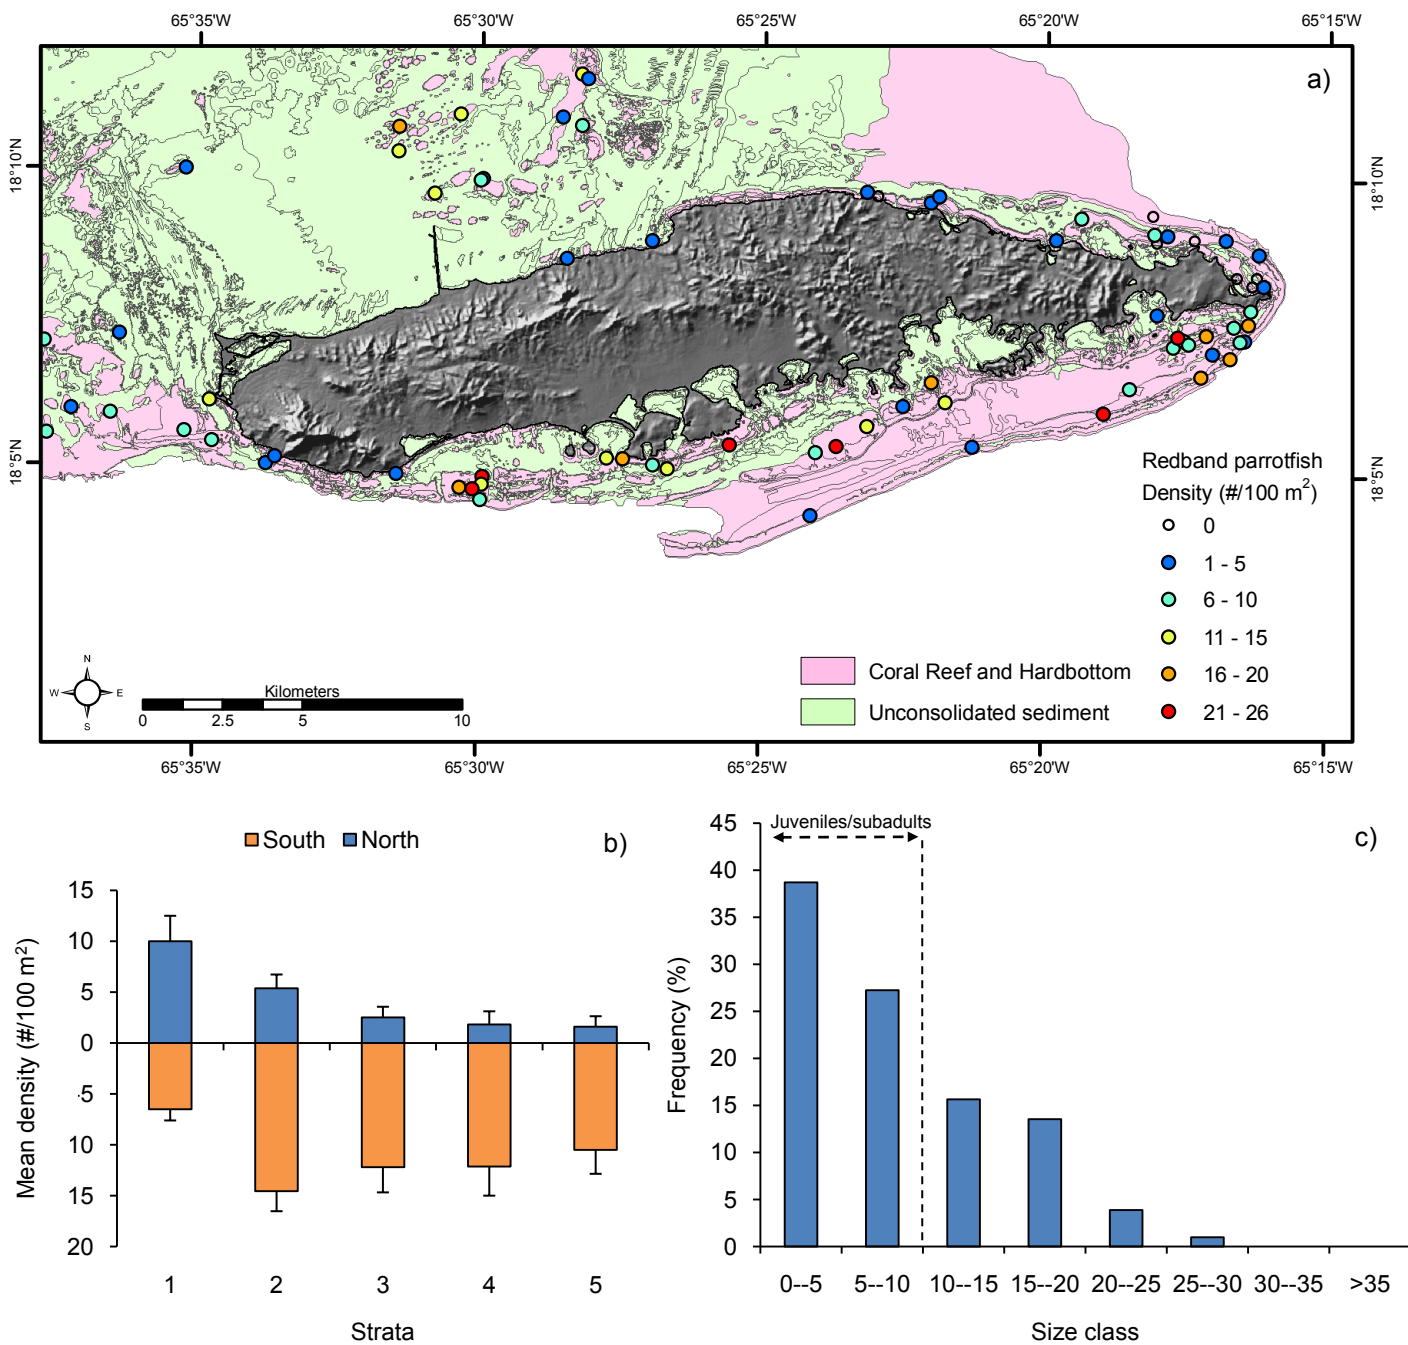 65°35'W 65°30'W 65°25'W 65°20'W 65°15'W
a)
18°10'N 18°10'N
18°5'N 18°5'N
Redband parrotfish
Density (#/100 m²)
0
1 - 5
6 - 10
11 - 15
16 - 20
21 - 26
Coral Reef and Hardbottom
Unconsolidated sediment
N
W E
S
Kilometers
0 2.5 5 10
65°35'W 65°30'W 65°25'W 65°20'W 65°15'W
South North b)
15
10
5
0
5
10
15
20
Mean density (#/100 m²)
1 2 3 4 5
Strata
Juveniles/subadults
c)
45
40
35
30
25
20
15
10
5
0
Frequency (%)
0--5 5--10 10--15 15--20 20--25 25--30 30--35 >35
Size class